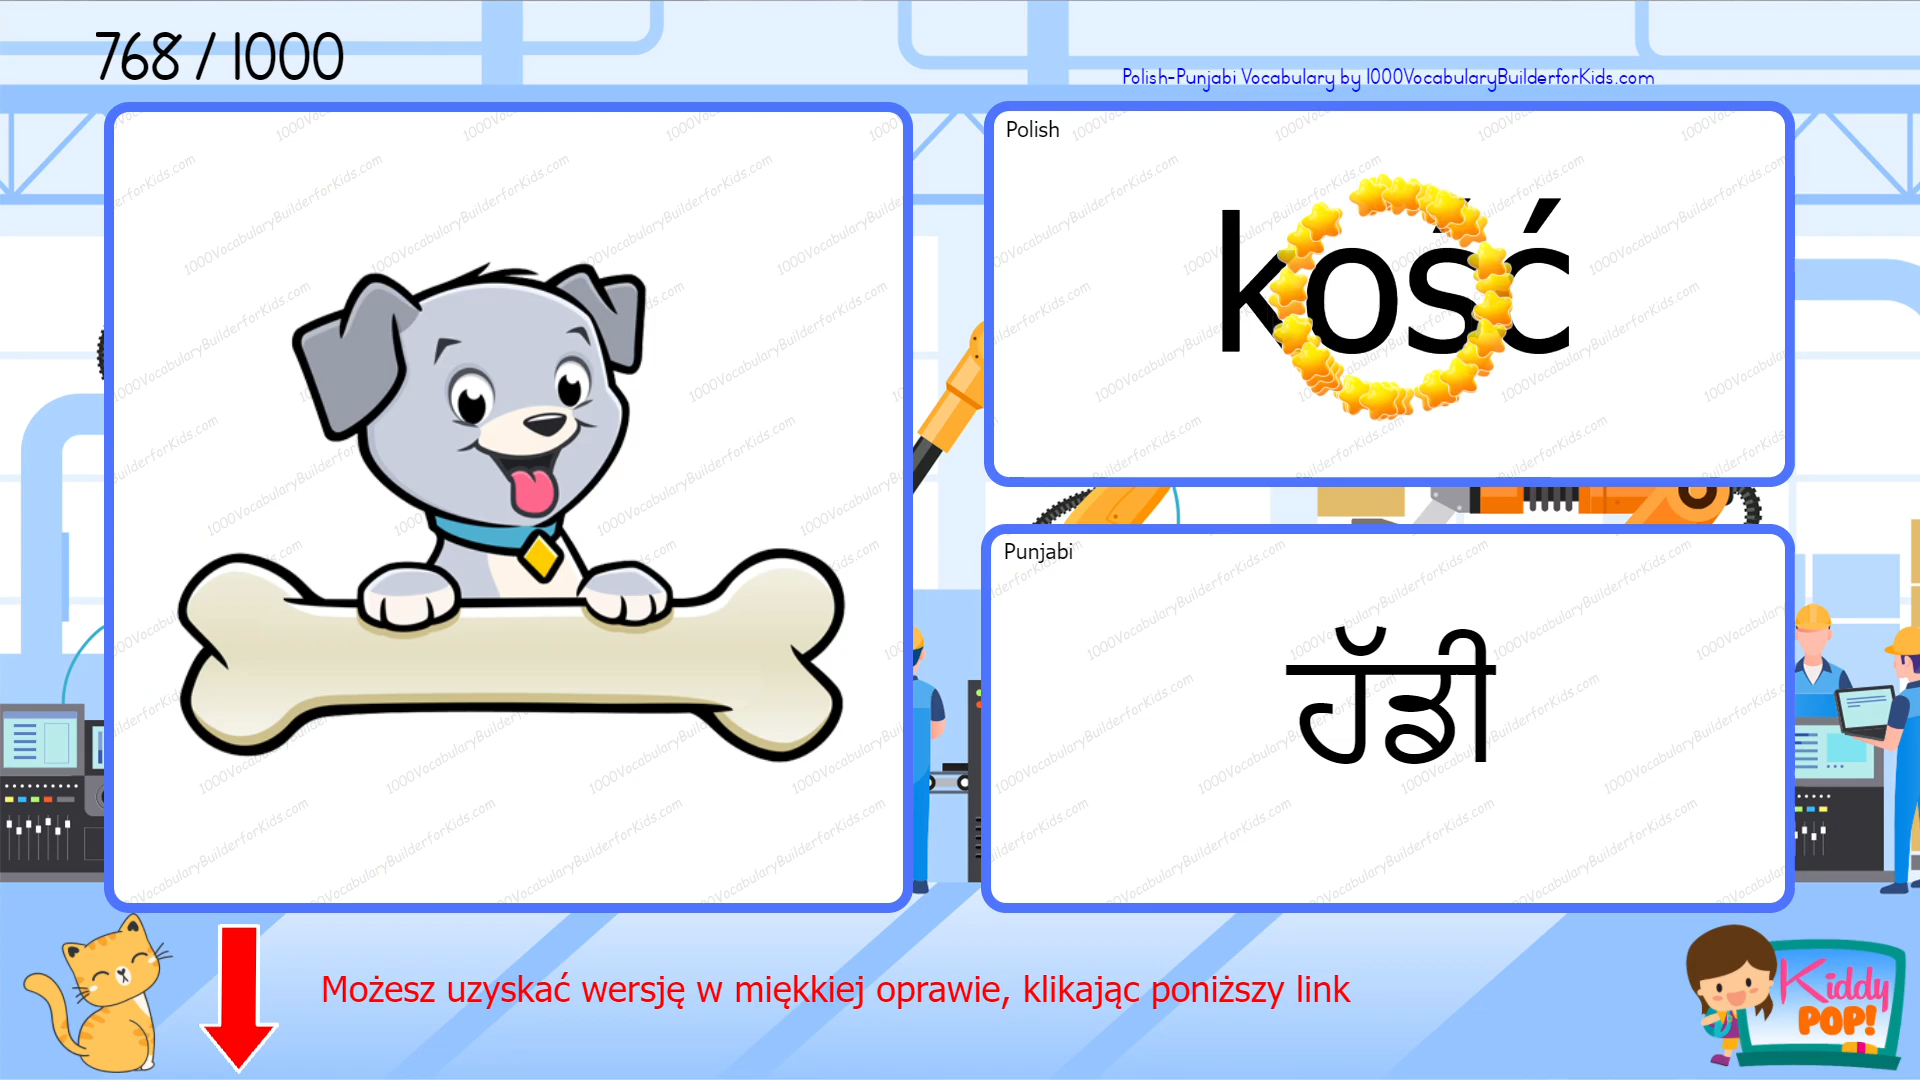 768 / 1000
Polish-Punjabi Vocabulary by 1000VocabularyBuilderforKids.com
Polish
kość
Punjabi
ਹੱਡੀ
Możesz uzyskać wersję w miękkiej oprawie, klikając poniższy link
Kiddy
POP!